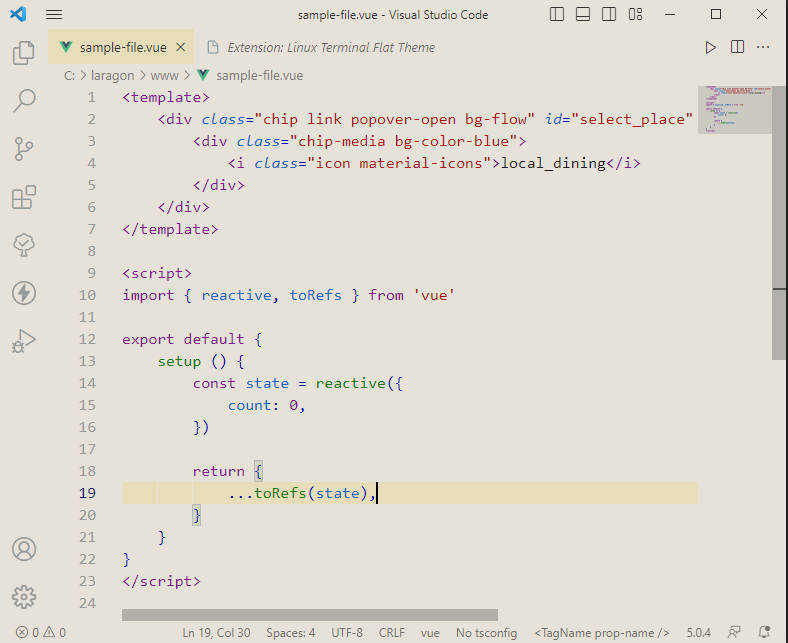 sample-file.vue - Visual Studio Code
sample-file.vue
Extension: Linux Terminal Flat Theme
C: > laragon > www > sample-file.vue
1 <template>
2 <div class="chip link popover-open bg-flow" id="select_place"
3 <div class="chip-media bg-color-blue">
4 <i class="icon material-icons">local_dining</i>
5 </div>
6 </div>
7 </template>
8
9 <script>
10 import { reactive, toRefs } from 'vue'
11
12 export default {
13 setup () {
14 const state = reactive({
15 count: 0,
16 })
17
18 return {
19 ...toRefs(state),
20 }
21 }
22 }
23 </script>
24
0 0 Ln 19, Col 30 Spaces: 4 UTF-8 CRLF vue No tsconfig <TagName prop-name /> 5.0.4